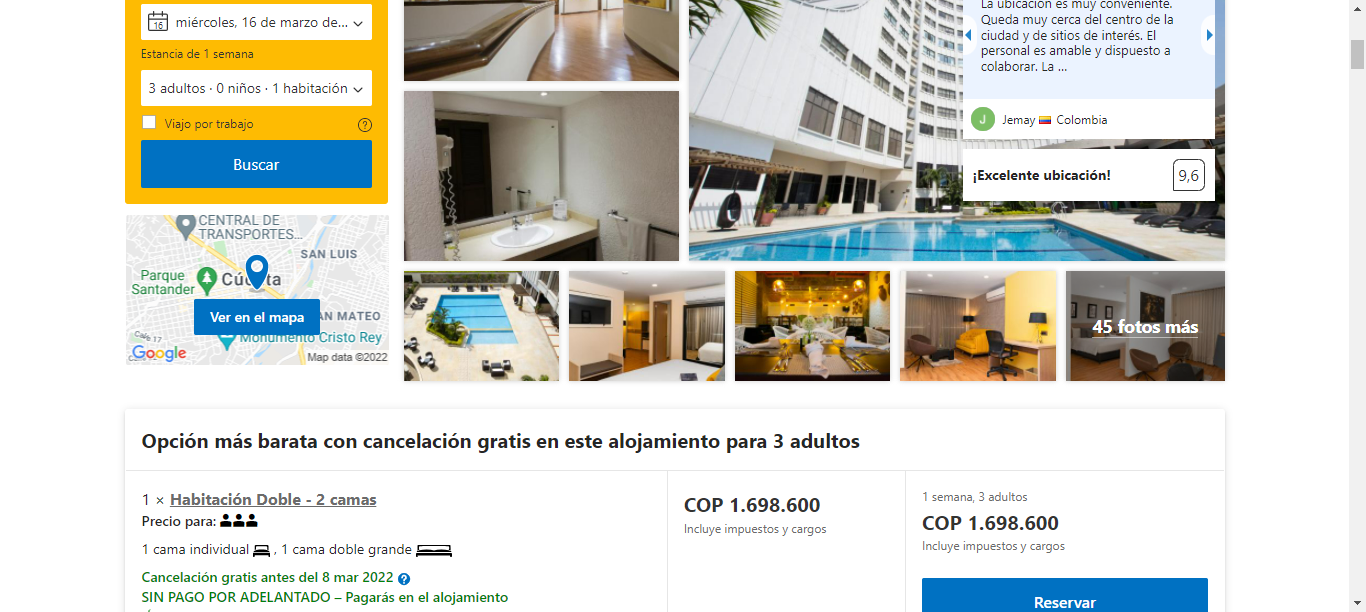 16
miércoles, 16 de marzo de...
Estancia de 1 semana
3 adultos · 0 niños · 1 habitación
Viajo por trabajo
?
Buscar
CENTRAL DE
TRANSPORTES...
SAN LUIS
Parque
Santander
Ver en el mapa
AN MATEO
Calle 17
Monumento Cristo Rey
Google
Map data ©2022
La ubicación es muy conveniente.
Queda muy cerca del centro de la
ciudad y de sitios de interés. El
personal es amable y dispuesto a
colaborar. La ...
J
Jemay Colombia
¡Excelente ubicación!
9,6
45 fotos más
Opción más barata con cancelación gratis en este alojamiento para 3 adultos
1 × Habitación Doble - 2 camas
Precio para:
1 cama individual , 1 cama doble grande
Cancelación gratis antes del 8 mar 2022 ?
SIN PAGO POR ADELANTADO – Pagarás en el alojamiento
COP 1.698.600
Incluye impuestos y cargos
1 semana, 3 adultos
COP 1.698.600
Incluye impuestos y cargos
Reservar